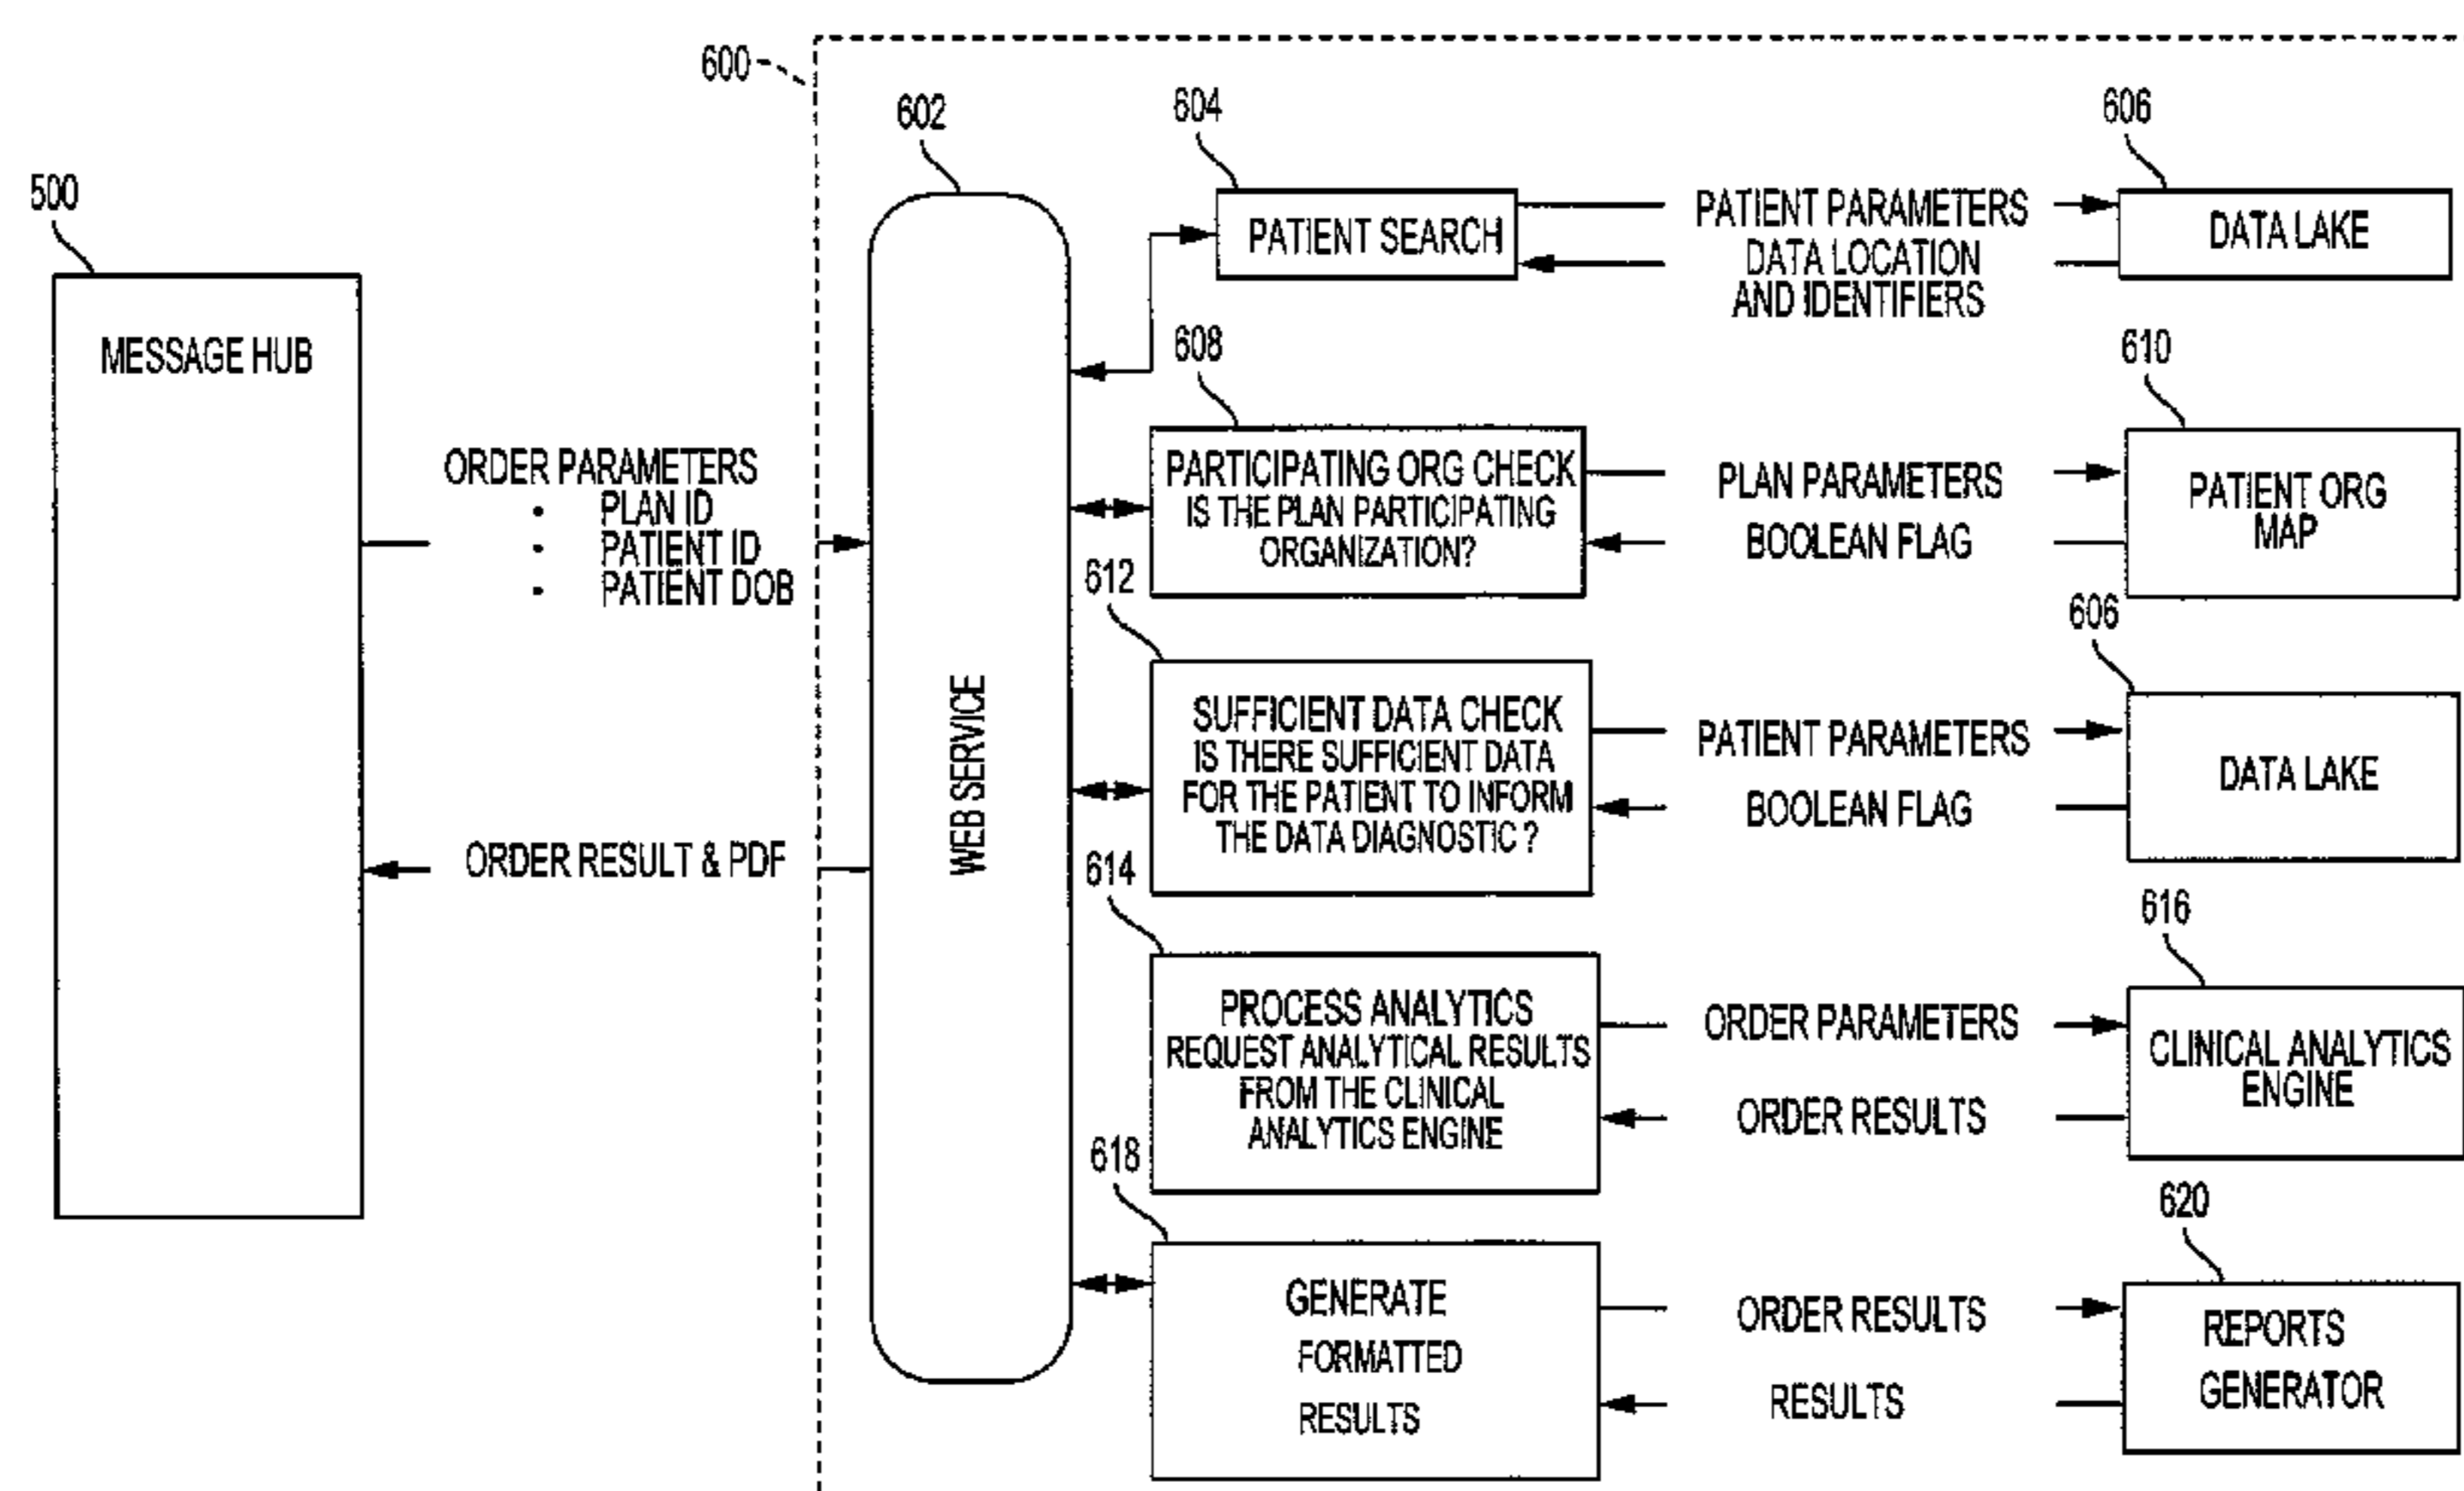 600
602
604
606
500
PATIENT SEARCH
PATIENT PARAMETERS
DATA LOCATION
AND IDENTIFIERS
DATA LAKE
MESSAGE HUB
608
610
ORDER PARAMETERS
• PLAN ID
• PATIENT ID
• PATIENT DOB
PARTICIPATING ORG CHECK
IS THE PLAN PARTICIPATING
ORGANIZATION?
PLAN PARAMETERS
BOOLEAN FLAG
PATIENT ORG
MAP
612
606
WEB SERVICE
SUFFICIENT DATA CHECK
IS THERE SUFFICIENT DATA
FOR THE PATIENT TO INFORM
THE DATA DIAGNOSTIC ?
PATIENT PARAMETERS
BOOLEAN FLAG
DATA LAKE
ORDER RESULT & PDF
614
616
PROCESS ANALYTICS
REQUEST ANALYTICAL RESULTS
FROM THE CLINICAL
ANALYTICS ENGINE
ORDER PARAMETERS
ORDER RESULTS
CLINICAL ANALYTICS
ENGINE
618
620
GENERATE
FORMATTED
RESULTS
ORDER RESULTS
RESULTS
REPORTS
GENERATOR